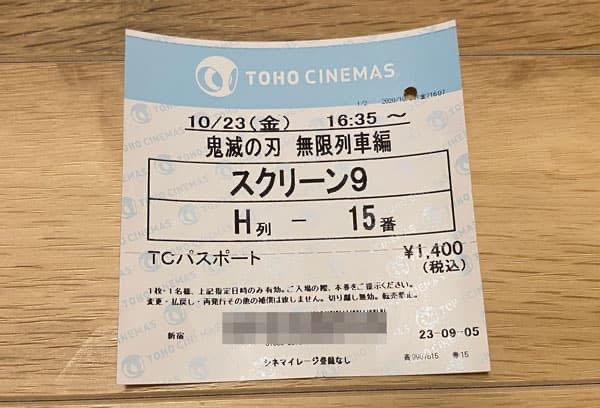 TOHO CINEMAS
1/2
10/23(金) 16:35 ～
鬼滅の刃 無限列車編
スクリーン9
H列 － 15番
TCパスポート
¥1,400
(税込)
1枚・1名様、上記指定日時のみ有効。ご入場の際、本券をご提示ください。
変更・払戻し・再発行その他の補償は致しません。切り離し無効。転売禁止。
新宿
23-09-05
シネマイレージ登録なし